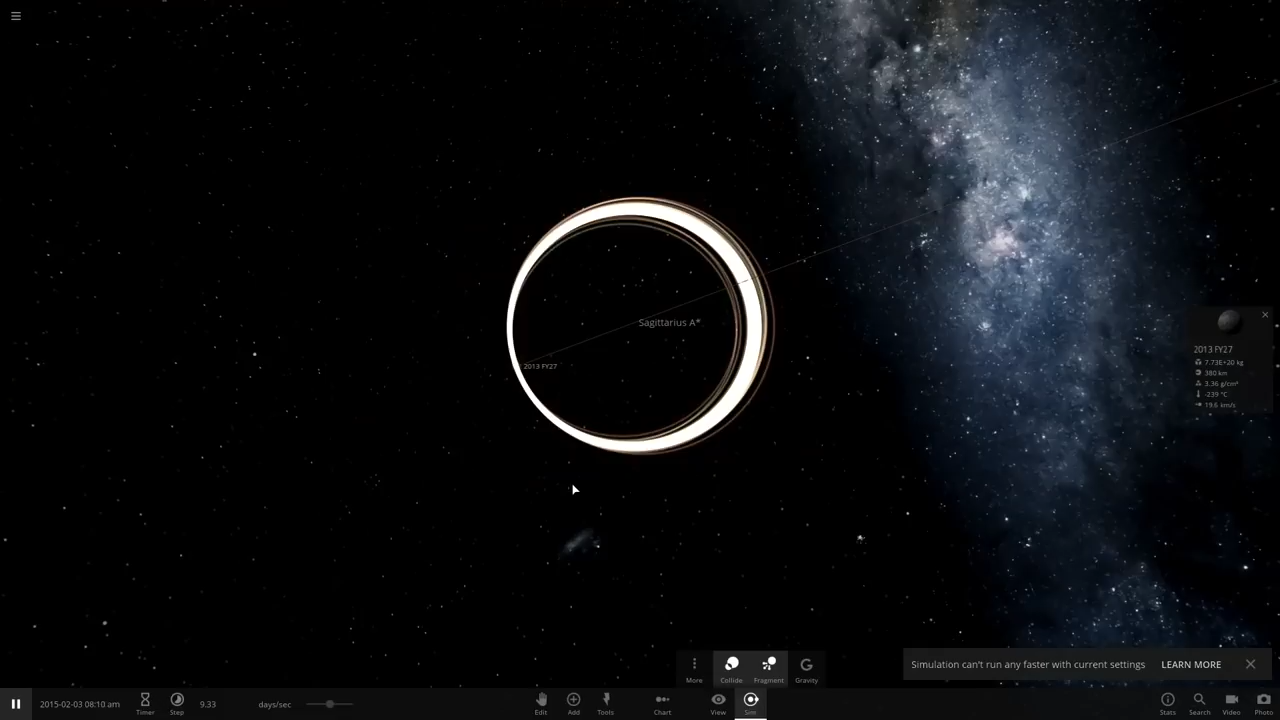 Sagittarius A*
2013 FY27
2013 FY27
7.73E+20 kg
380 km
3.36 g/cm³
-239 °C
19.6 km/s
Simulation can't run any faster with current settings LEARN MORE
More Collide Fragment Gravity
2015-02-03 08:10 am Timer Step 9.33 days/sec Edit Add Tools Chart View Sim Stats Search Video Photo